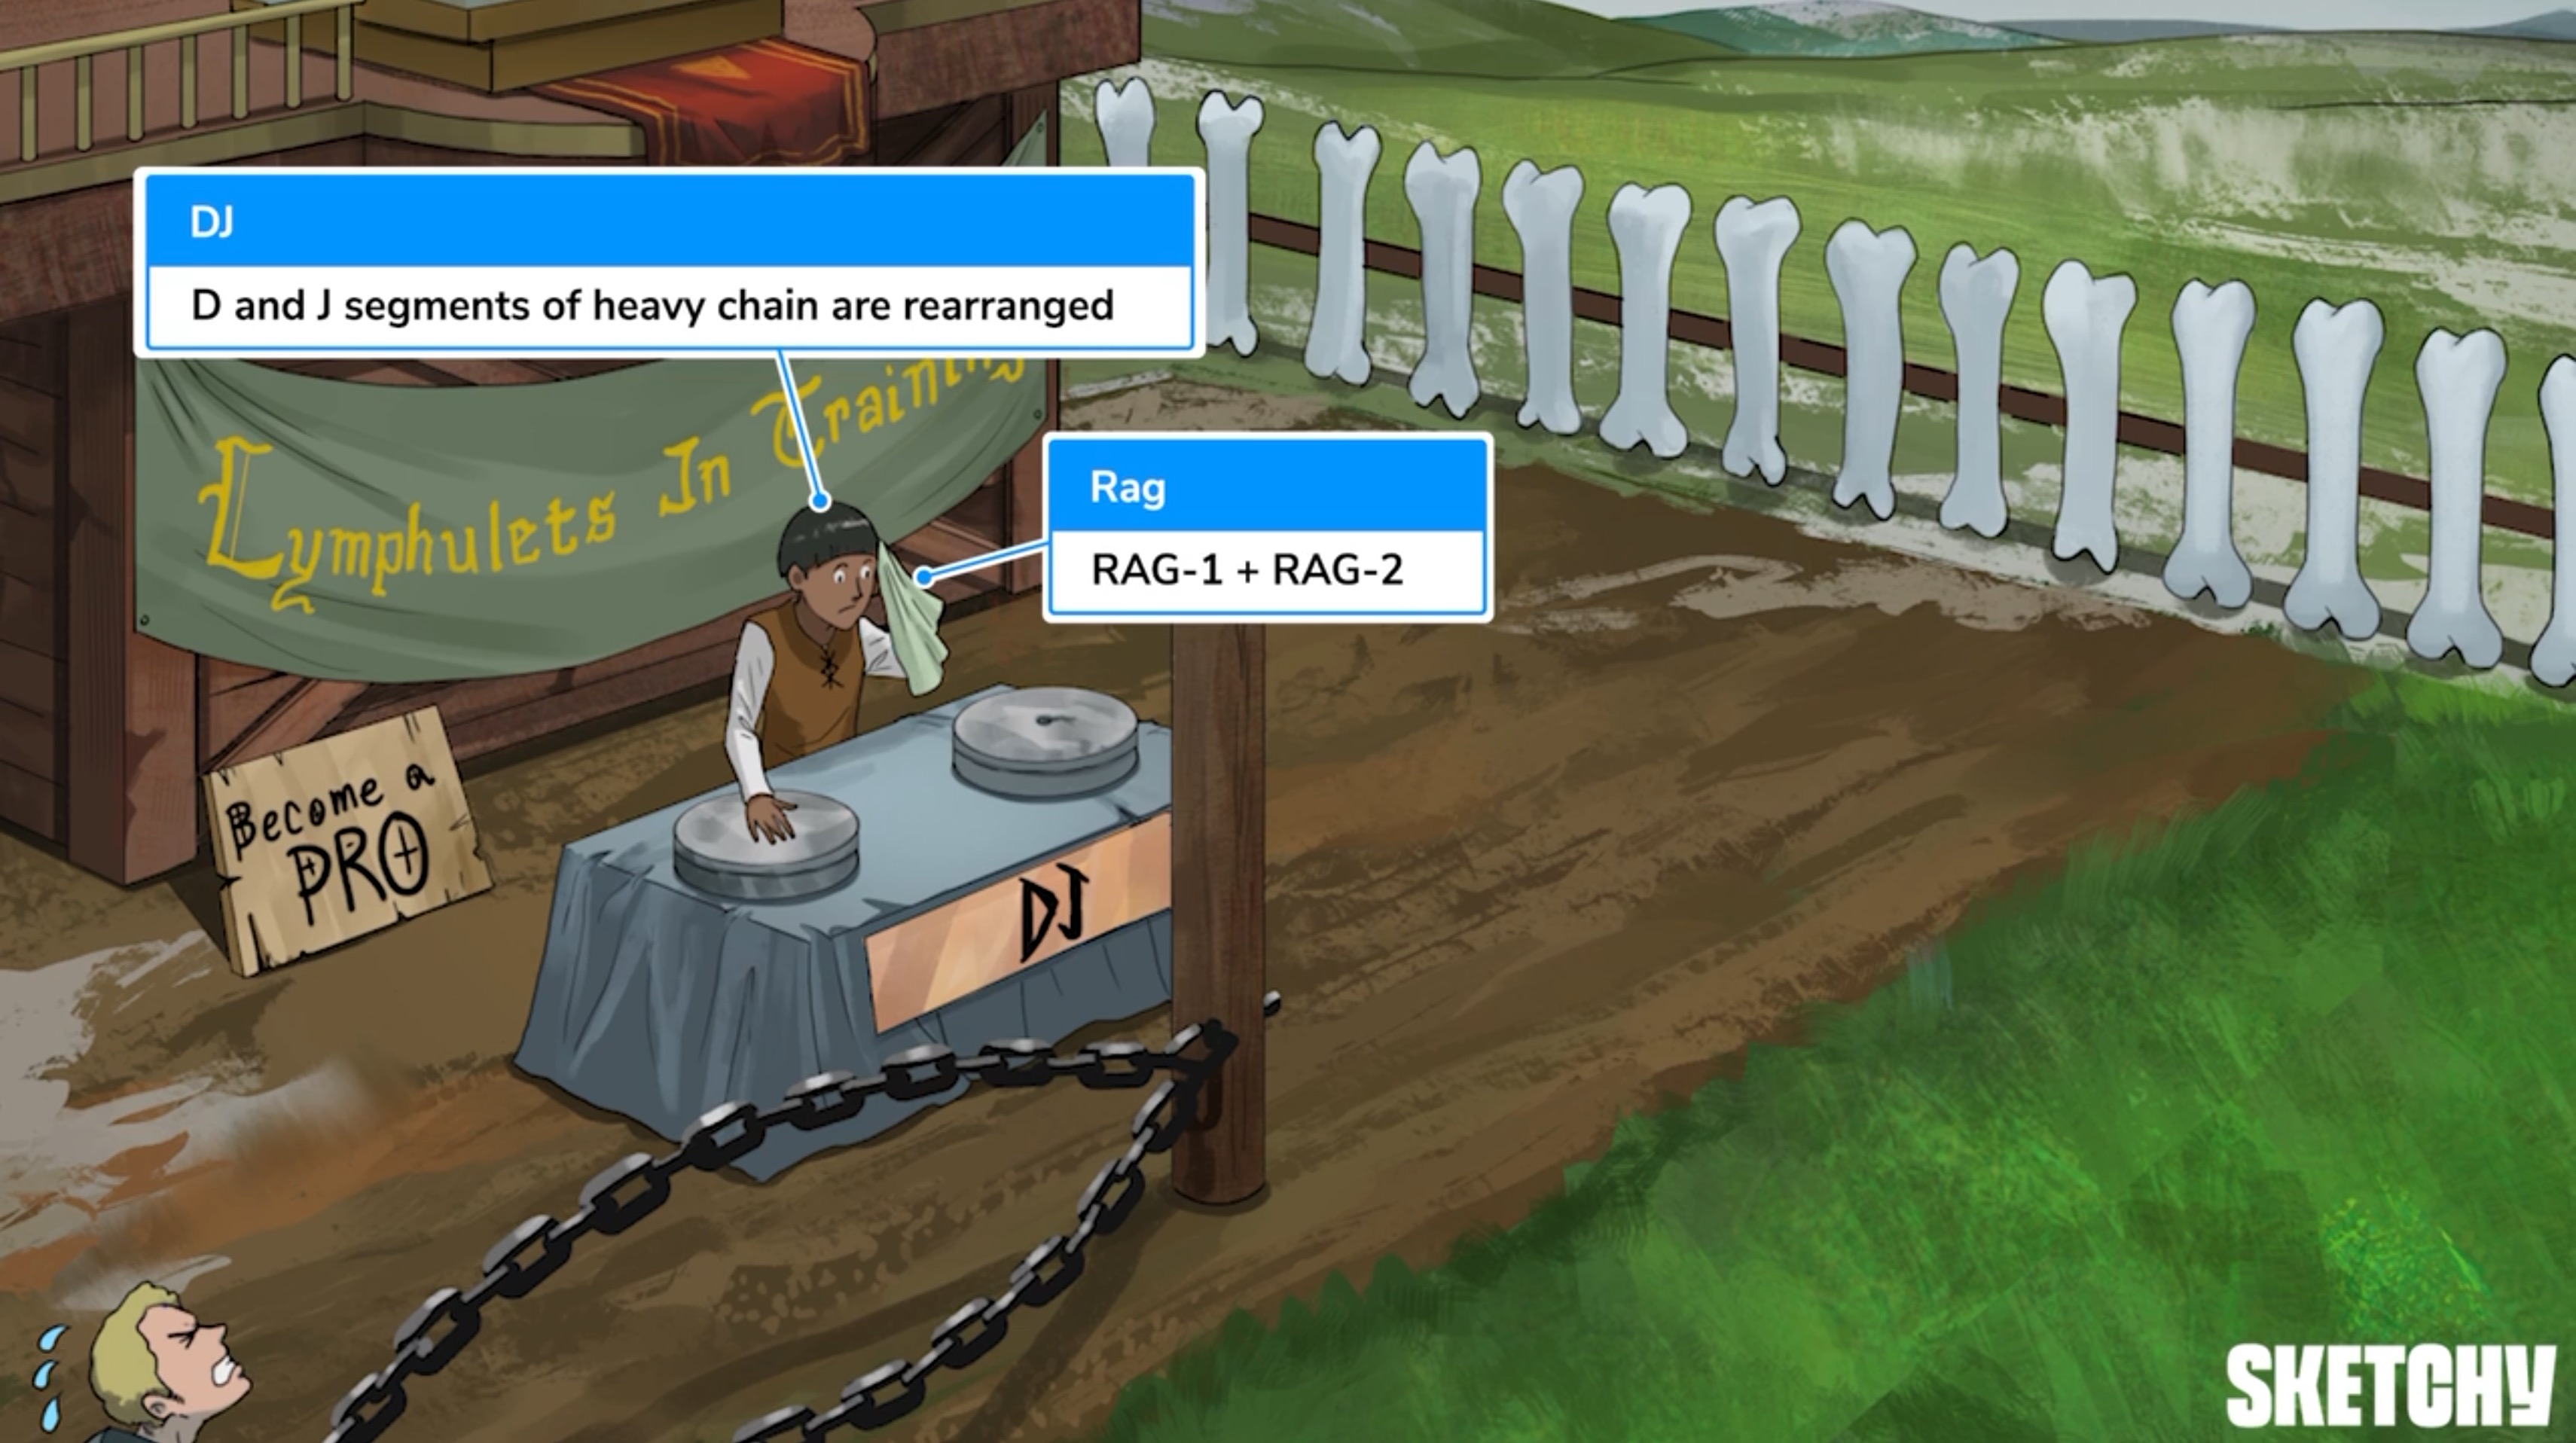 DJ
D and J segments of heavy chain are rearranged
Lymphulets In Training
Rag
RAG-1 + RAG-2
Become a
PRO
DJ
SKETCHY